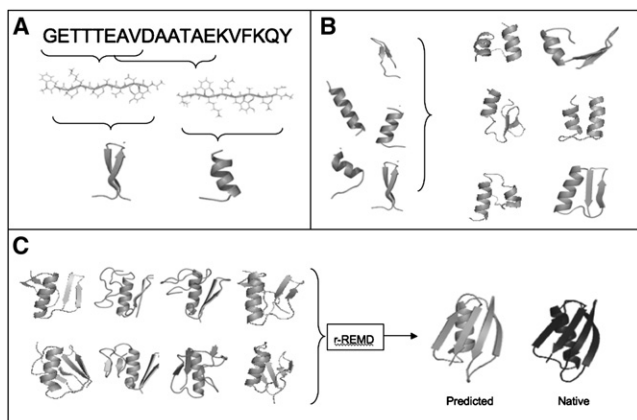 A
GETTTEAVDAATAEKVFKQY
B
C
r-REMD
Predicted
Native